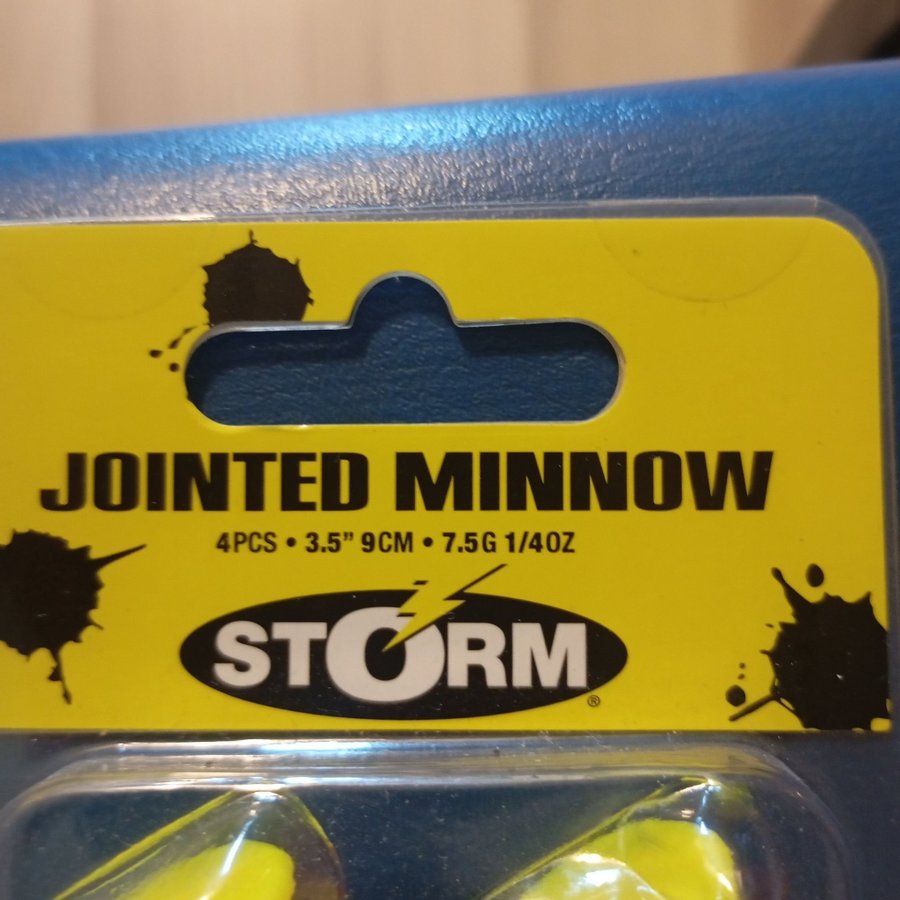 JOINTED MINNOW
4PCS • 3.5" 9CM • 7.5G 1/4OZ
STORM®